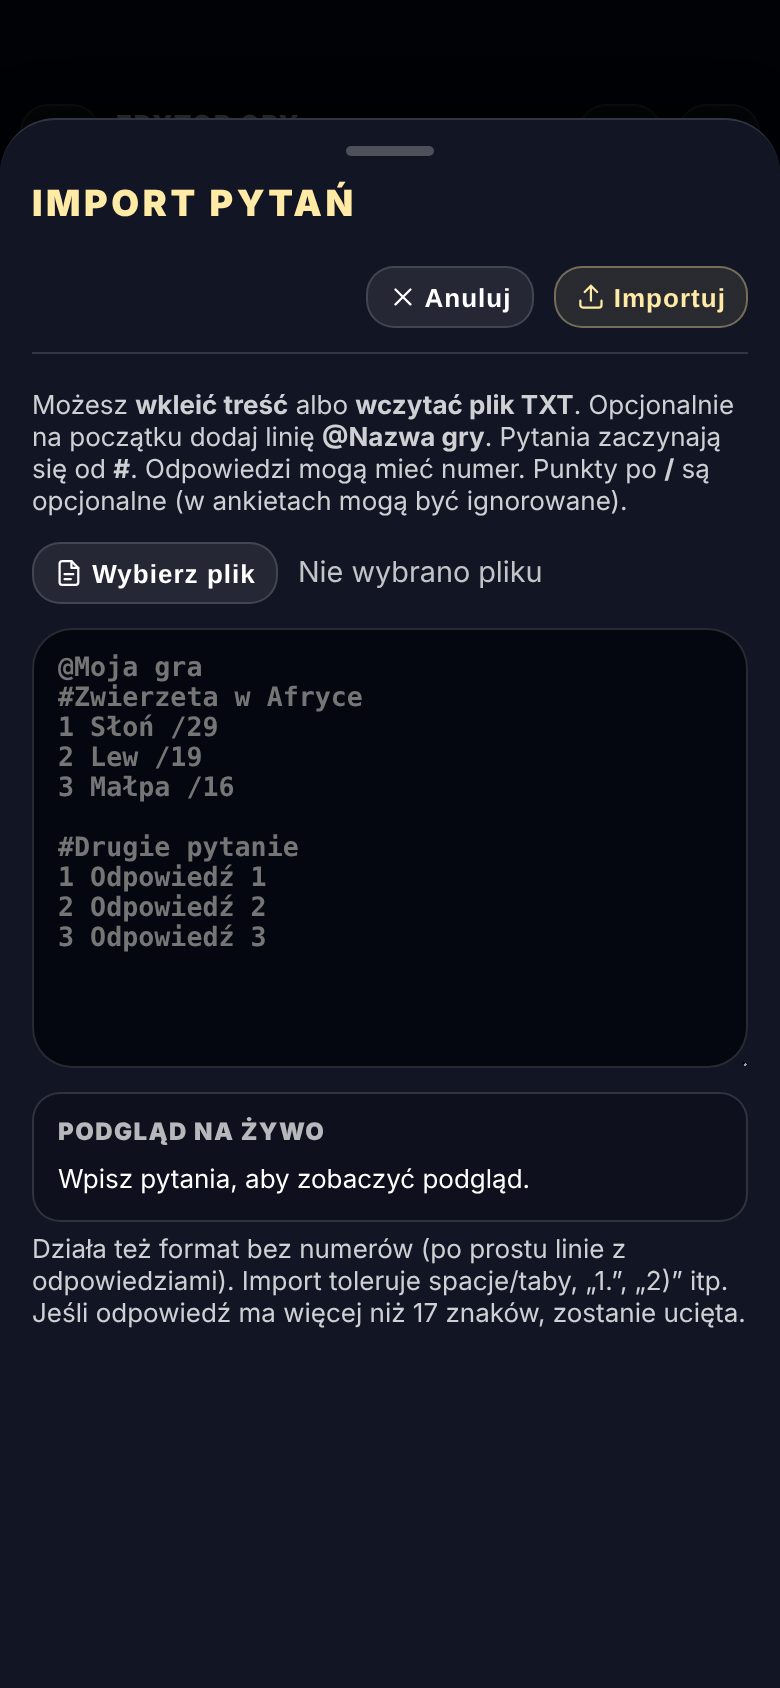 IMPORT PYTAŃ
Anuluj
Importuj
Możesz wkleić treść albo wczytać plik TXT. Opcjonalnie
na początku dodaj linię @Nazwa gry. Pytania zaczynają
się od #. Odpowiedzi mogą mieć numer. Punkty po / są
opcjonalne (w ankietach mogą być ignorowane).
Wybierz plik
Nie wybrano pliku
@Moja gra
#Zwierzeta w Afryce
1 Słoń /29
2 Lew /19
3 Małpa /16
#Drugie pytanie
1 Odpowiedź 1
2 Odpowiedź 2
3 Odpowiedź 3
PODGLĄD NA ŻYWO
Wpisz pytania, aby zobaczyć podgląd.
Działa też format bez numerów (po prostu linie z
odpowiedziami). Import toleruje spacje/taby, „1.”, „2)” itp.
Jeśli odpowiedź ma więcej niż 17 znaków, zostanie ucięta.